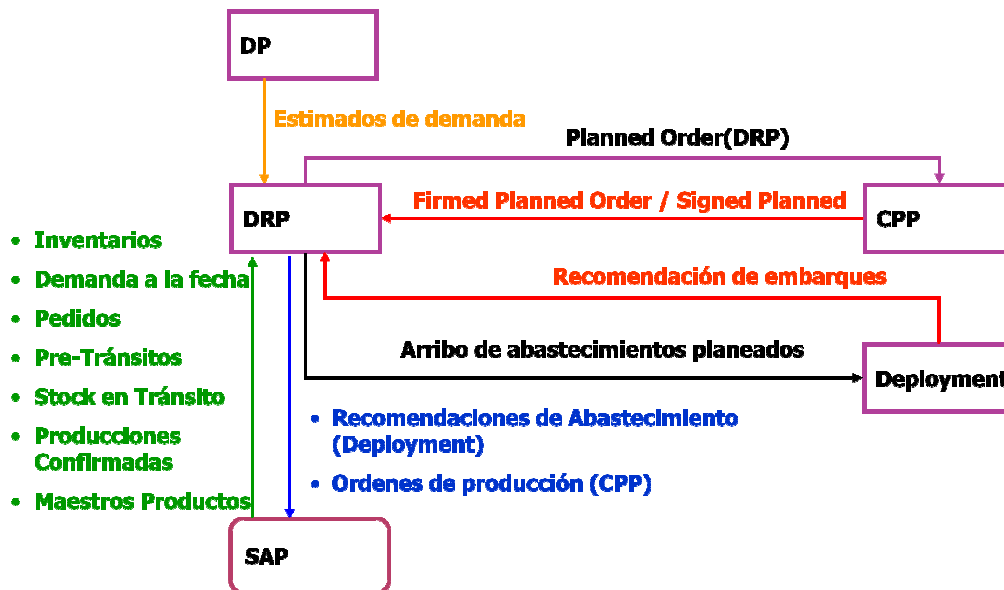 DP
Estimados de demanda
Planned Order(DRP)
DRP
Firmed Planned Order / Signed Planned
CPP
• Inventarios
• Demanda a la fecha
• Pedidos
• Pre-Tránsitos
• Stock en Tránsito
• Producciones
Confirmadas
• Maestros Productos
Recomendación de embarques
Arribo de abastecimientos planeados
Deployment
• Recomendaciones de Abastecimiento
(Deployment)
• Ordenes de producción (CPP)
SAP